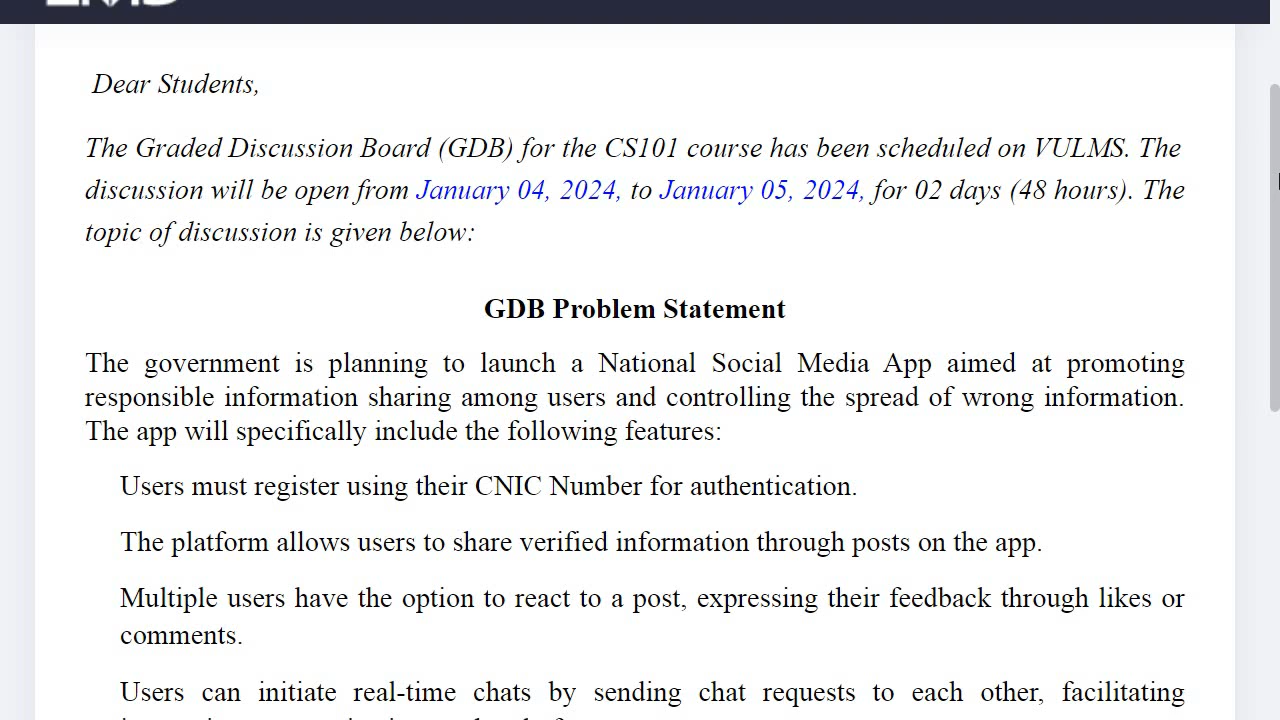 Dear Students,
The Graded Discussion Board (GDB) for the CS101 course has been scheduled on VULMS. The
discussion will be open from January 04, 2024, to January 05, 2024, for 02 days (48 hours). The
topic of discussion is given below:
GDB Problem Statement
The government is planning to launch a National Social Media App aimed at promoting
responsible information sharing among users and controlling the spread of wrong information.
The app will specifically include the following features:
Users must register using their CNIC Number for authentication.
The platform allows users to share verified information through posts on the app.
Multiple users have the option to react to a post, expressing their feedback through likes or
comments.
Users can initiate real-time chats by sending chat requests to each other, facilitating